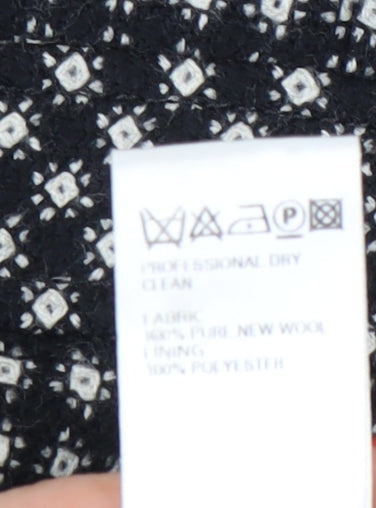 P
PROFESSIONAL DRY
CLEAN
FABRIC
100% PURE NEW WOOL
LINING
100% POLYESTER